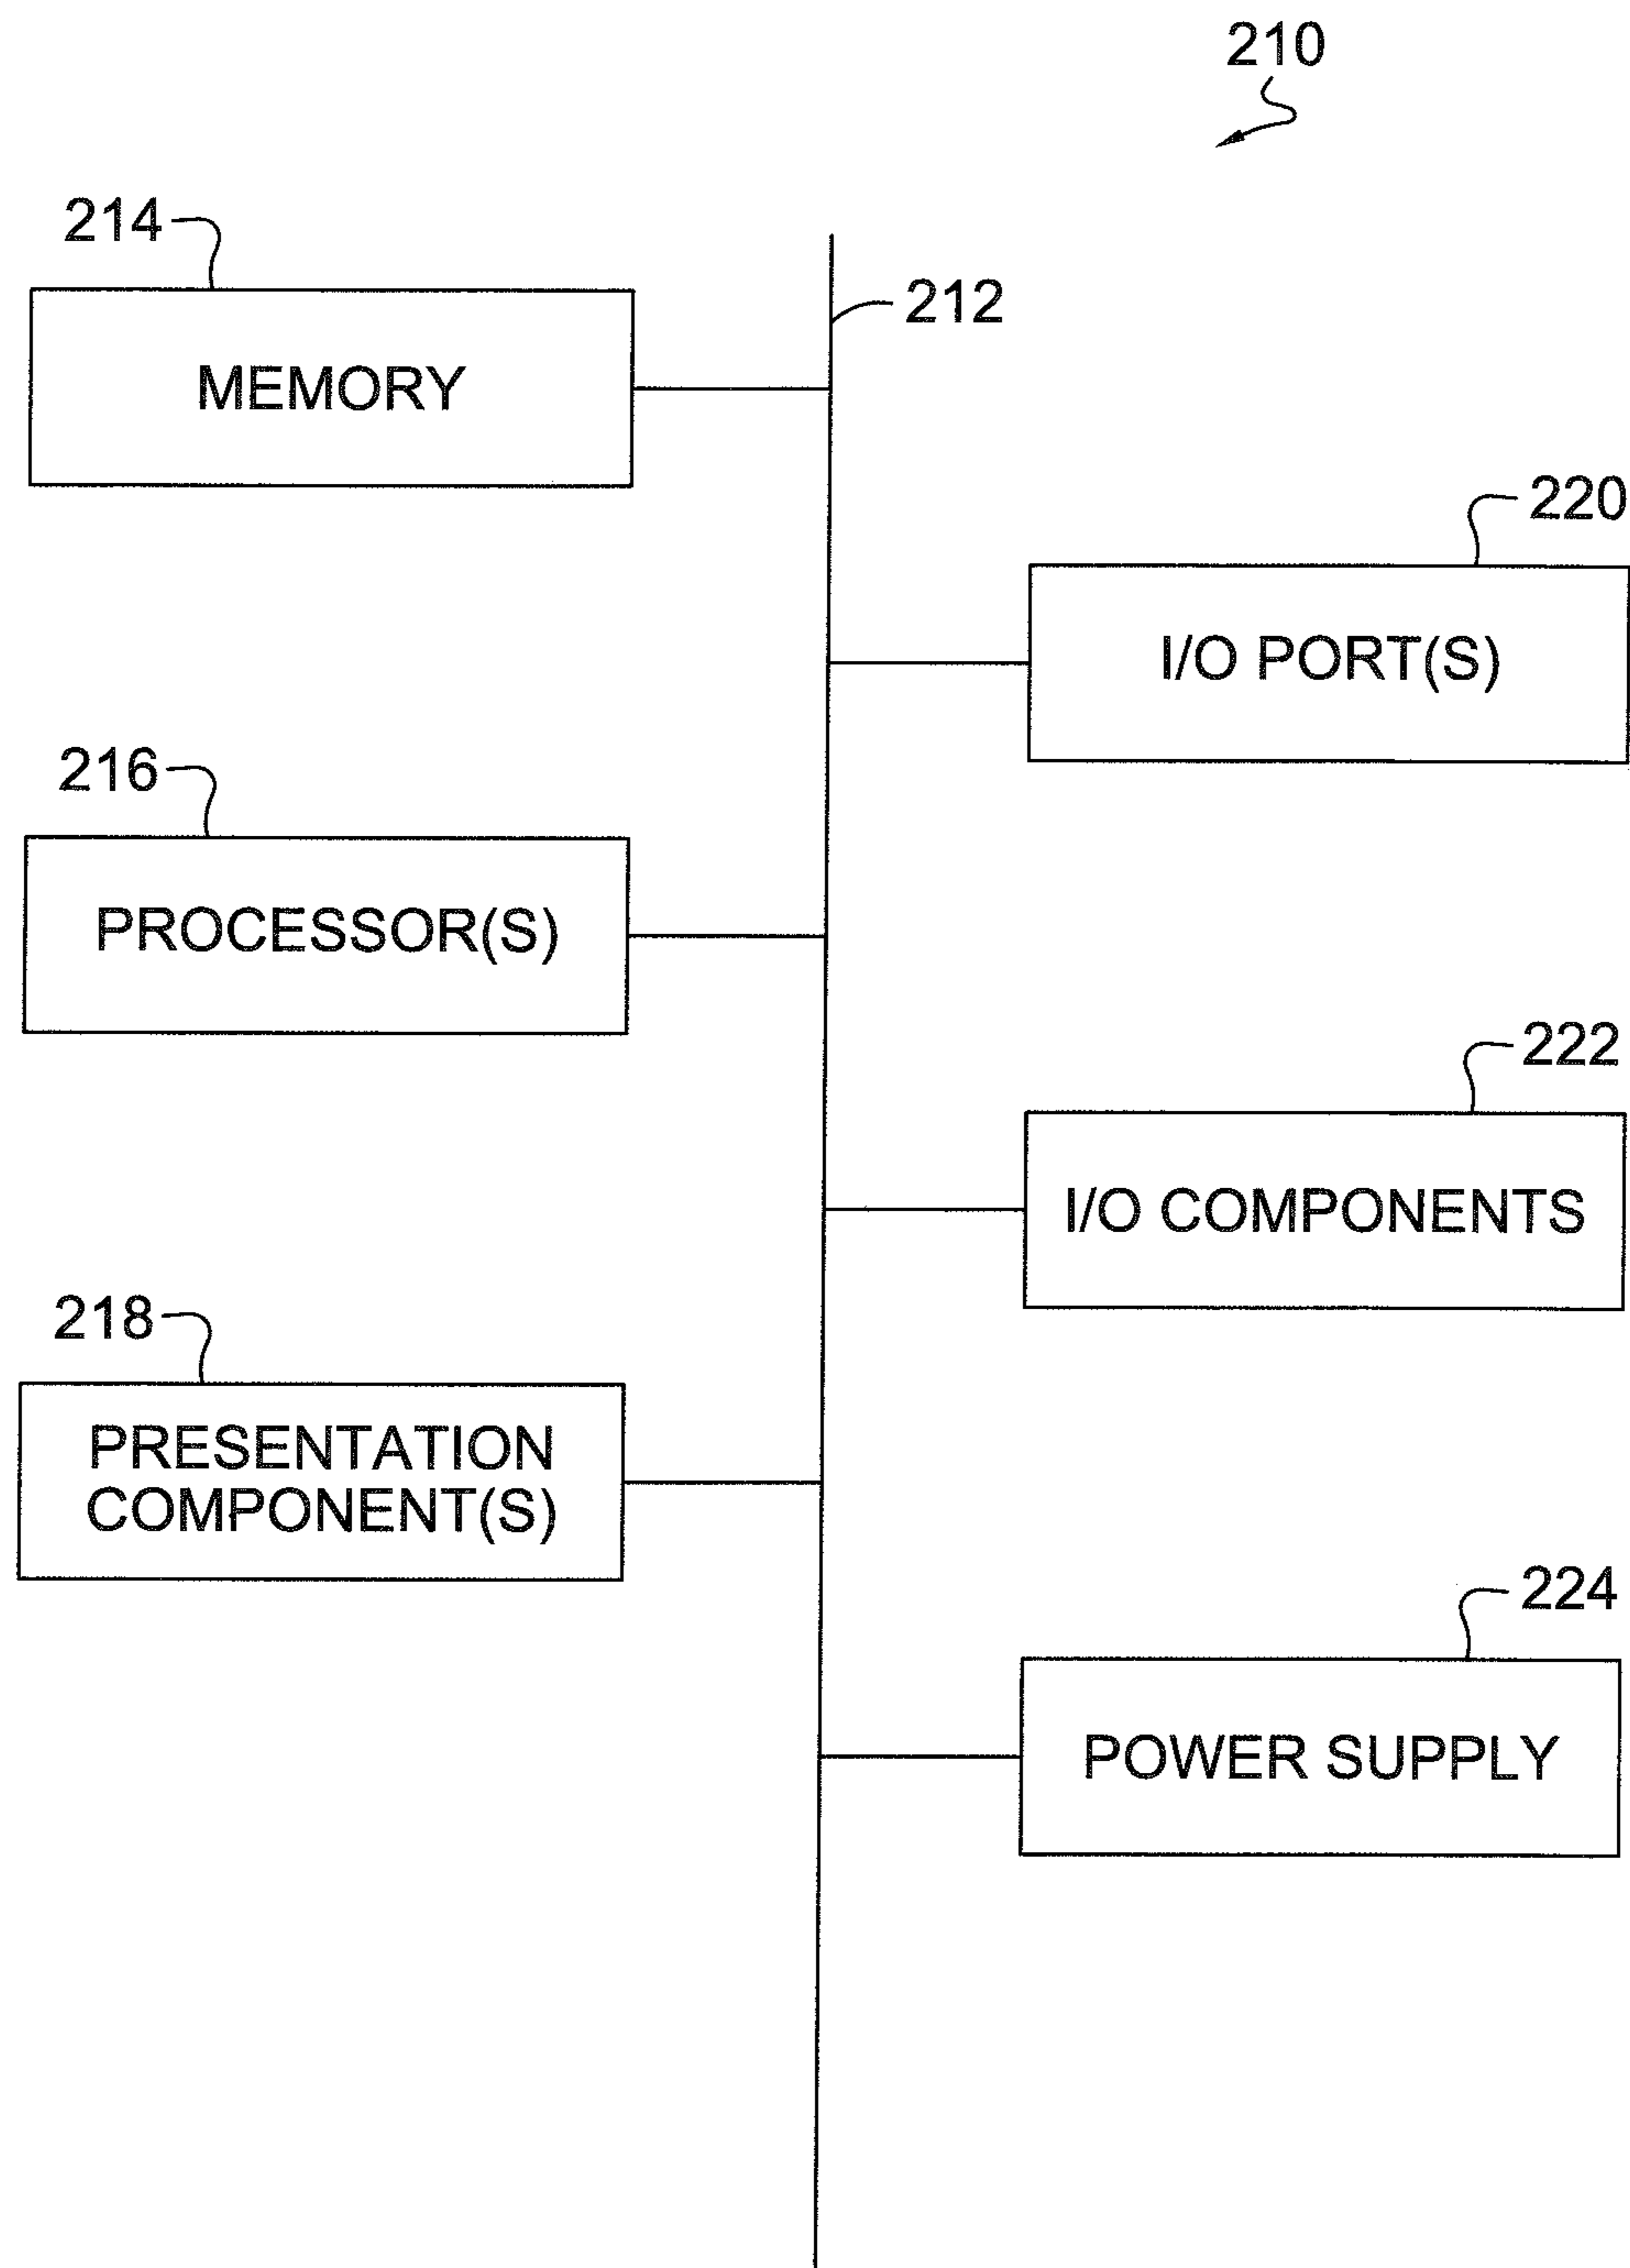 210
214
212
MEMORY
220
I/O PORT(S)
216
PROCESSOR(S)
222
I/O COMPONENTS
218
PRESENTATION
COMPONENT(S)
224
POWER SUPPLY